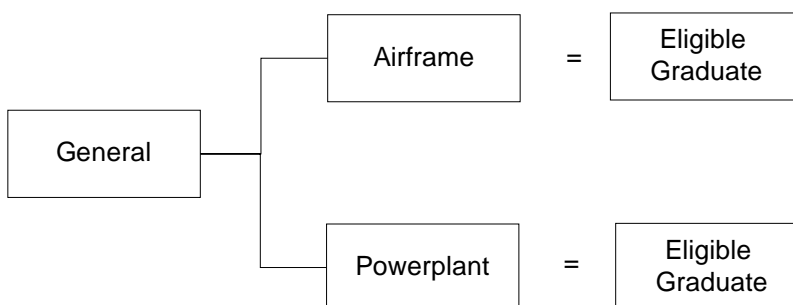 Airframe
=
Eligible
Graduate
General
Powerplant
=
Eligible
Graduate